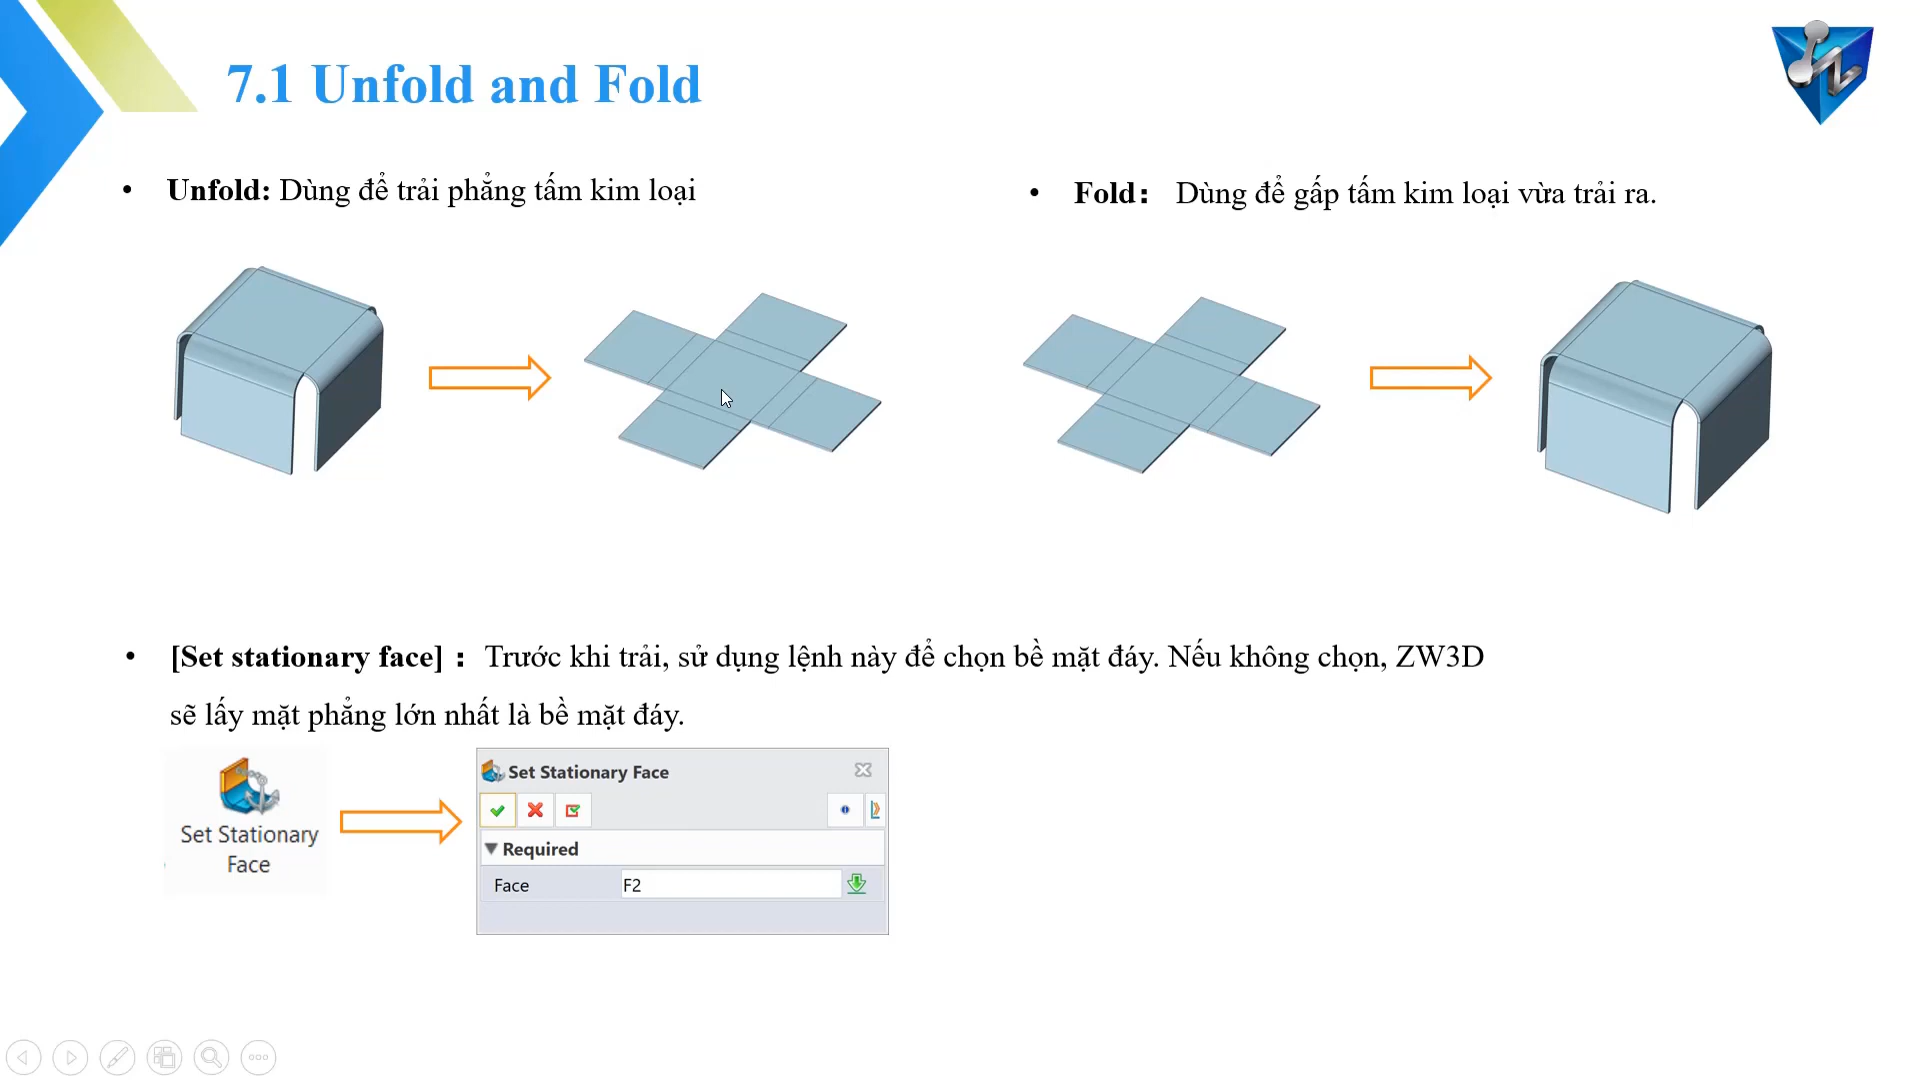 7.1 Unfold and Fold
• Unfold: Dùng để trải phẳng tấm kim loại
• Fold： Dùng để gấp tấm kim loại vừa trải ra.
• [Set stationary face]： Trước khi trải, sử dụng lệnh này để chọn bề mặt đáy. Nếu không chọn, ZW3D
sẽ lấy mặt phẳng lớn nhất là bề mặt đáy.
Set Stationary
Face
Set Stationary Face
Required
Face F2